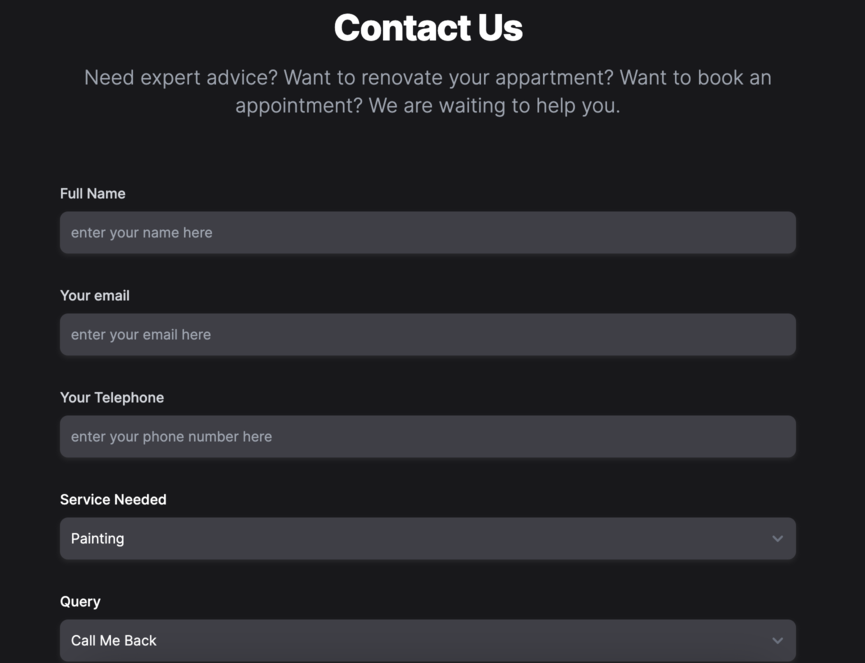 Contact Us
Need expert advice? Want to renovate your appartment? Want to book an
appointment? We are waiting to help you.
Full Name
enter your name here
Your email
enter your email here
Your Telephone
enter your phone number here
Service Needed
Painting
Query
Call Me Back